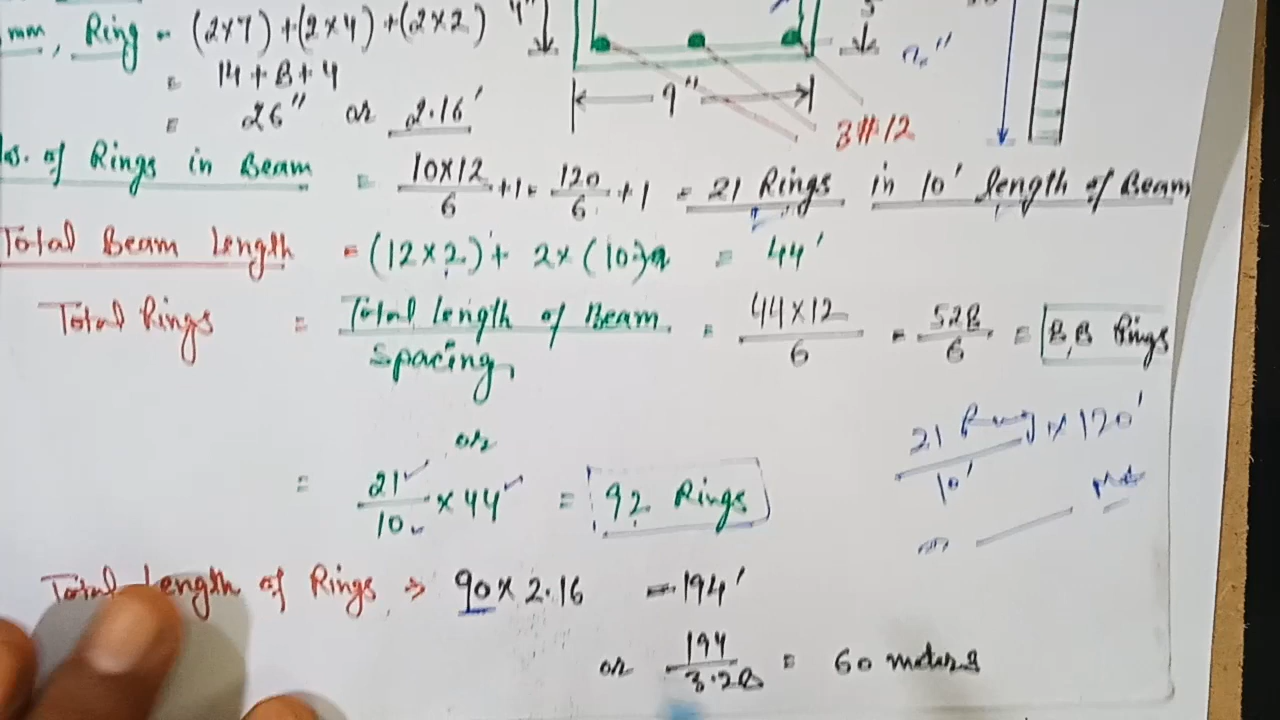 mm, Ring = (2×7)+(2×4)+(2×2)
= 14+8+4
= 26" or 2.16'
4"
9"
3#12
of Rings in Beam = 10×12/6 +1 = 120/6 +1 = 21 Rings in 10' length of Beam
Total Beam Length = (12×2)+ 2×(10) = 44'
Total Rings = Total Length of Beam / Spacing = 44×12/6 = 528/6 = 88 Rings
or
= 21/10 ×44 = 92 Rings
21 Ring/10' × 120'
Total Length of Rings ⇒ 90×2.16 = 194'
or 194/3.28 = 60 meters